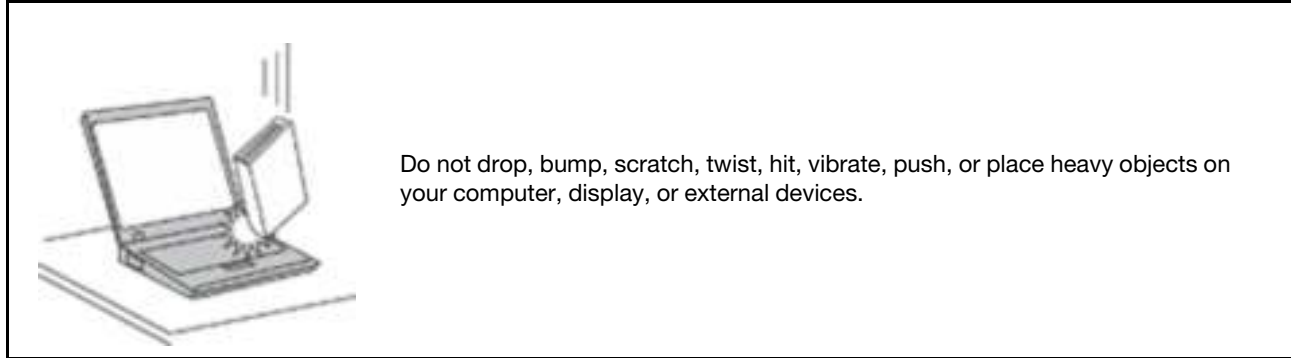 Do not drop, bump, scratch, twist, hit, vibrate, push, or place heavy objects on
your computer, display, or external devices.